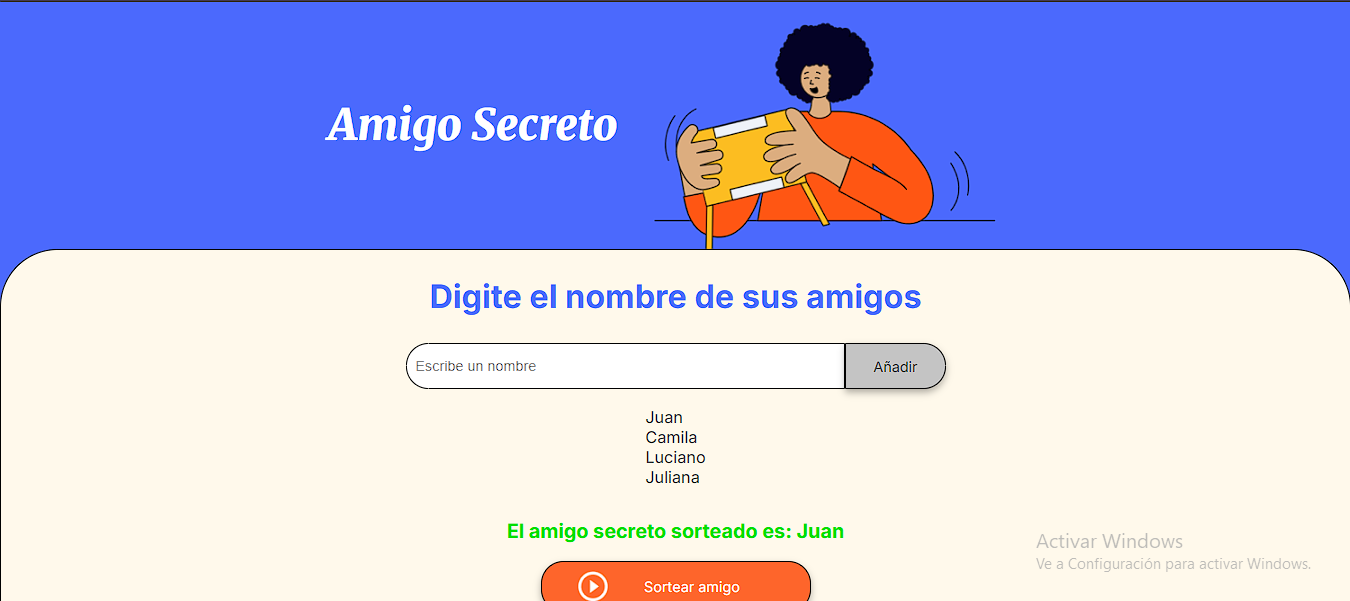 Amigo Secreto
Digite el nombre de sus amigos
Escribe un nombre
Añadir
Juan
Camila
Luciano
Juliana
El amigo secreto sorteado es: Juan
Sortear amigo
Activar Windows
Ve a Configuración para activar Windows.